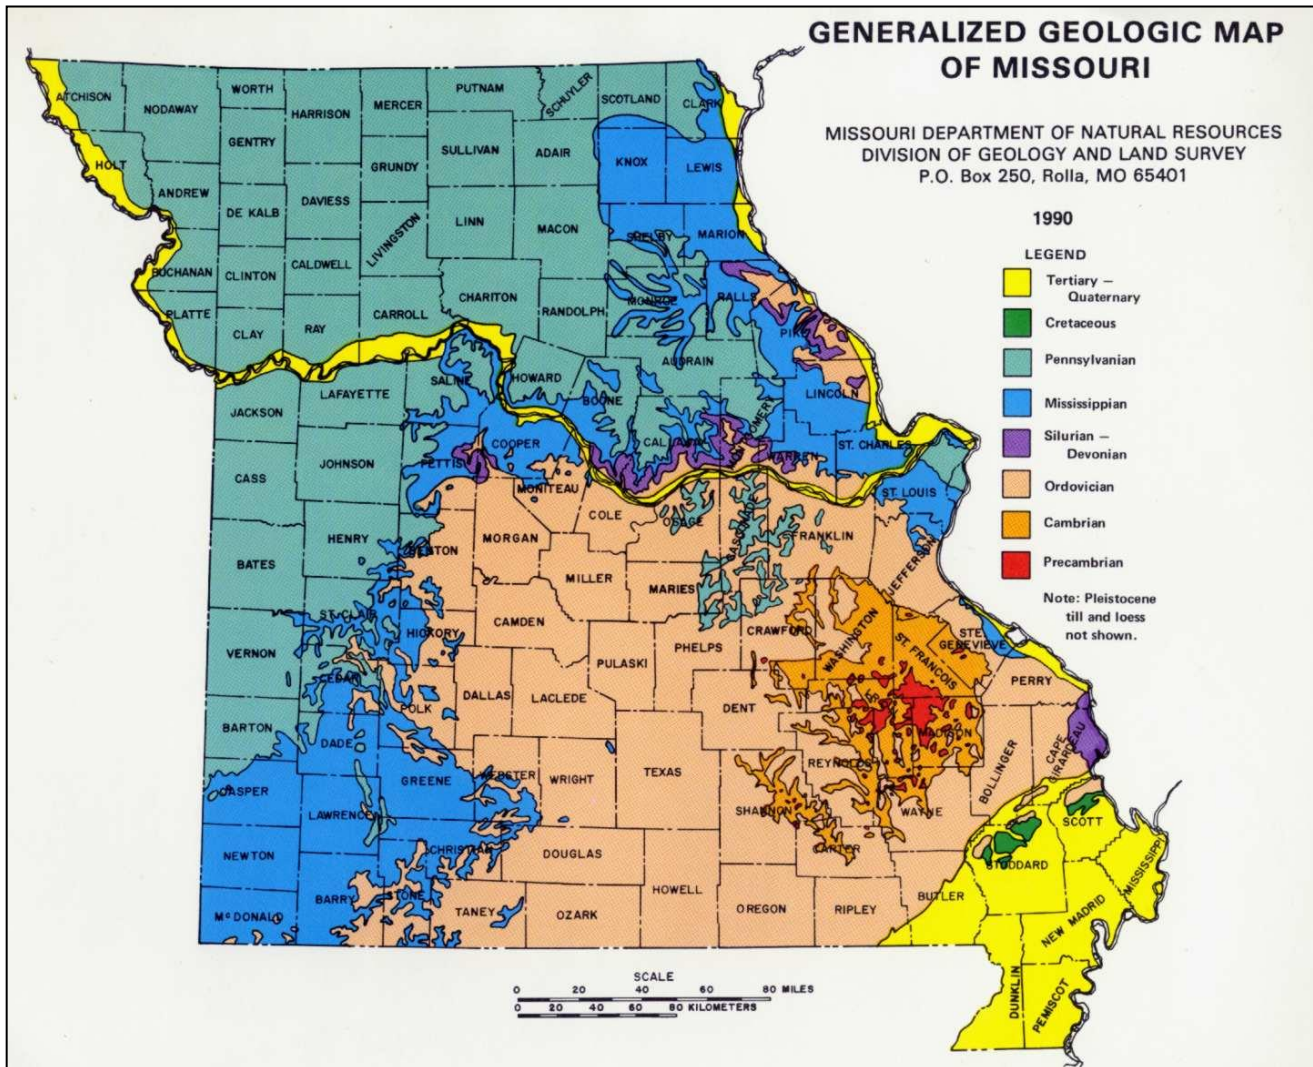 GENERALIZED GEOLOGIC MAP
OF MISSOURI
MISSOURI DEPARTMENT OF NATURAL RESOURCES
DIVISION OF GEOLOGY AND LAND SURVEY
P.O. Box 250, Rolla, MO 65401
1990
LEGEND
Tertiary –
Quaternary
Cretaceous
Pennsylvanian
Mississippian
Silurian –
Devonian
Ordovician
Cambrian
Precambrian
Note: Pleistocene
till and loess
not shown.
ATCHISON
NODAWAY
WORTH
HARRISON
MERCER
PUTNAM
SCHUYLER
SCOTLAND
CLARK
HOLT
GENTRY
GRUNDY
SULLIVAN
ADAIR
KNOX
LEWIS
ANDREW
DE KALB
DAVIESS
LIVINGSTON
LINN
MACON
SHELBY
MARION
BUCHANAN
CLINTON
CALDWELL
CHARITON
RANDOLPH
MONROE
RALLS
PLATTE
CLAY
RAY
CARROLL
PIKE
AUDRAIN
LAFAYETTE
SALINE
HOWARD
BOONE
LINCOLN
JACKSON
CALLAWAY
MONTGOMERY
WARREN
ST. CHARLES
COOPER
PETTIS
JOHNSON
CASS
MONITEAU
COLE
OSAGE
GASCONADE
FRANKLIN
ST. LOUIS
JEFFERSON
HENRY
BENTON
MORGAN
BATES
MILLER
MARIES
ST. CLAIR
HICKORY
CAMDEN
CRAWFORD
WASHINGTON
ST. FRANCOIS
STE.
GENEVIEVE
VERNON
CEDAR
PULASKI
PHELPS
PERRY
POLK
DALLAS
LACLEDE
DENT
MADISON
BOLLINGER
CAPE
GIRARDEAU
BARTON
DADE
GREENE
WEBSTER
WRIGHT
TEXAS
REYNOLDS
JASPER
LAWRENCE
SHANNON
WAYNE
SCOTT
NEWTON
CHRISTIAN
DOUGLAS
CARTER
STODDARD
MISSISSIPPI
McDONALD
BARRY
STONE
TANEY
OZARK
HOWELL
OREGON
RIPLEY
BUTLER
NEW MADRID
DUNKLIN
PEMISCOT
SCALE
0 20 40 60 80 MILES
0 20 40 60 80 KILOMETERS